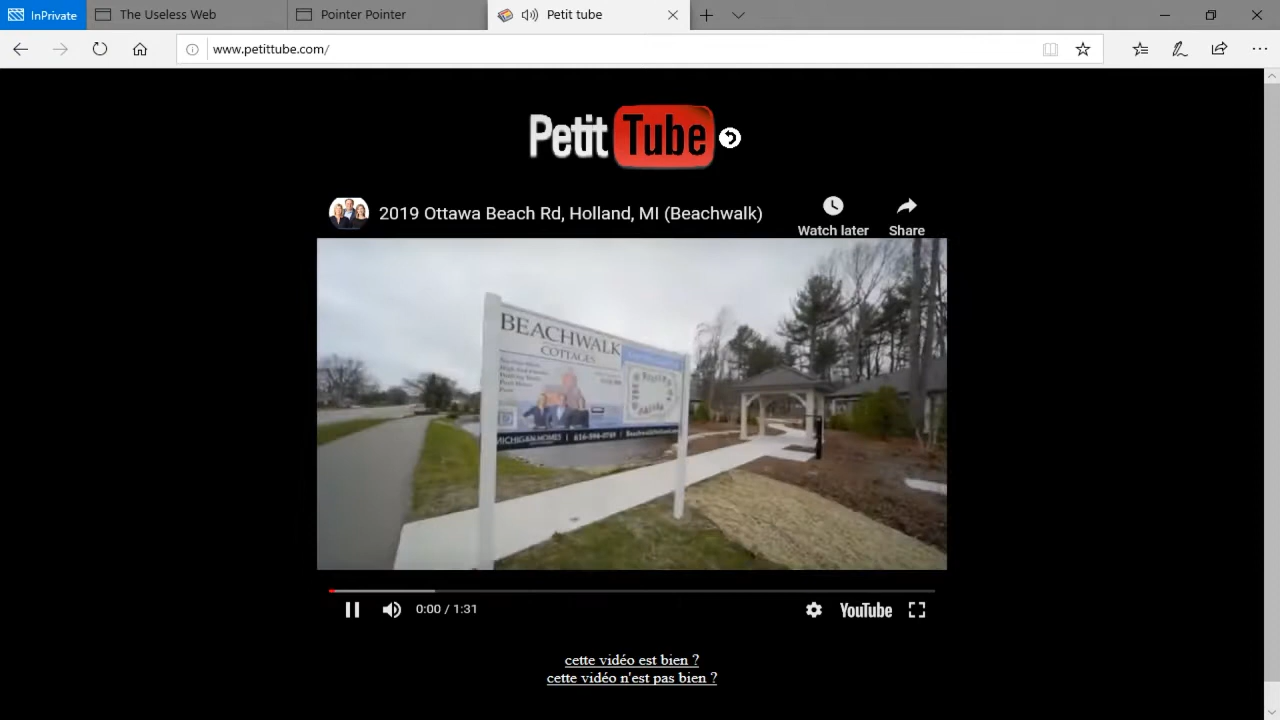 InPrivate
The Useless Web
Pointer Pointer
Petit tube
www.petittube.com/
Petit Tube
2019 Ottawa Beach Rd, Holland, MI (Beachwalk)
Watch later
Share
BEACHWALK
COTTAGES
MICHIGAN HOMES
0:00 / 1:31
YouTube
cette vidéo est bien ?
cette vidéo n'est pas bien ?